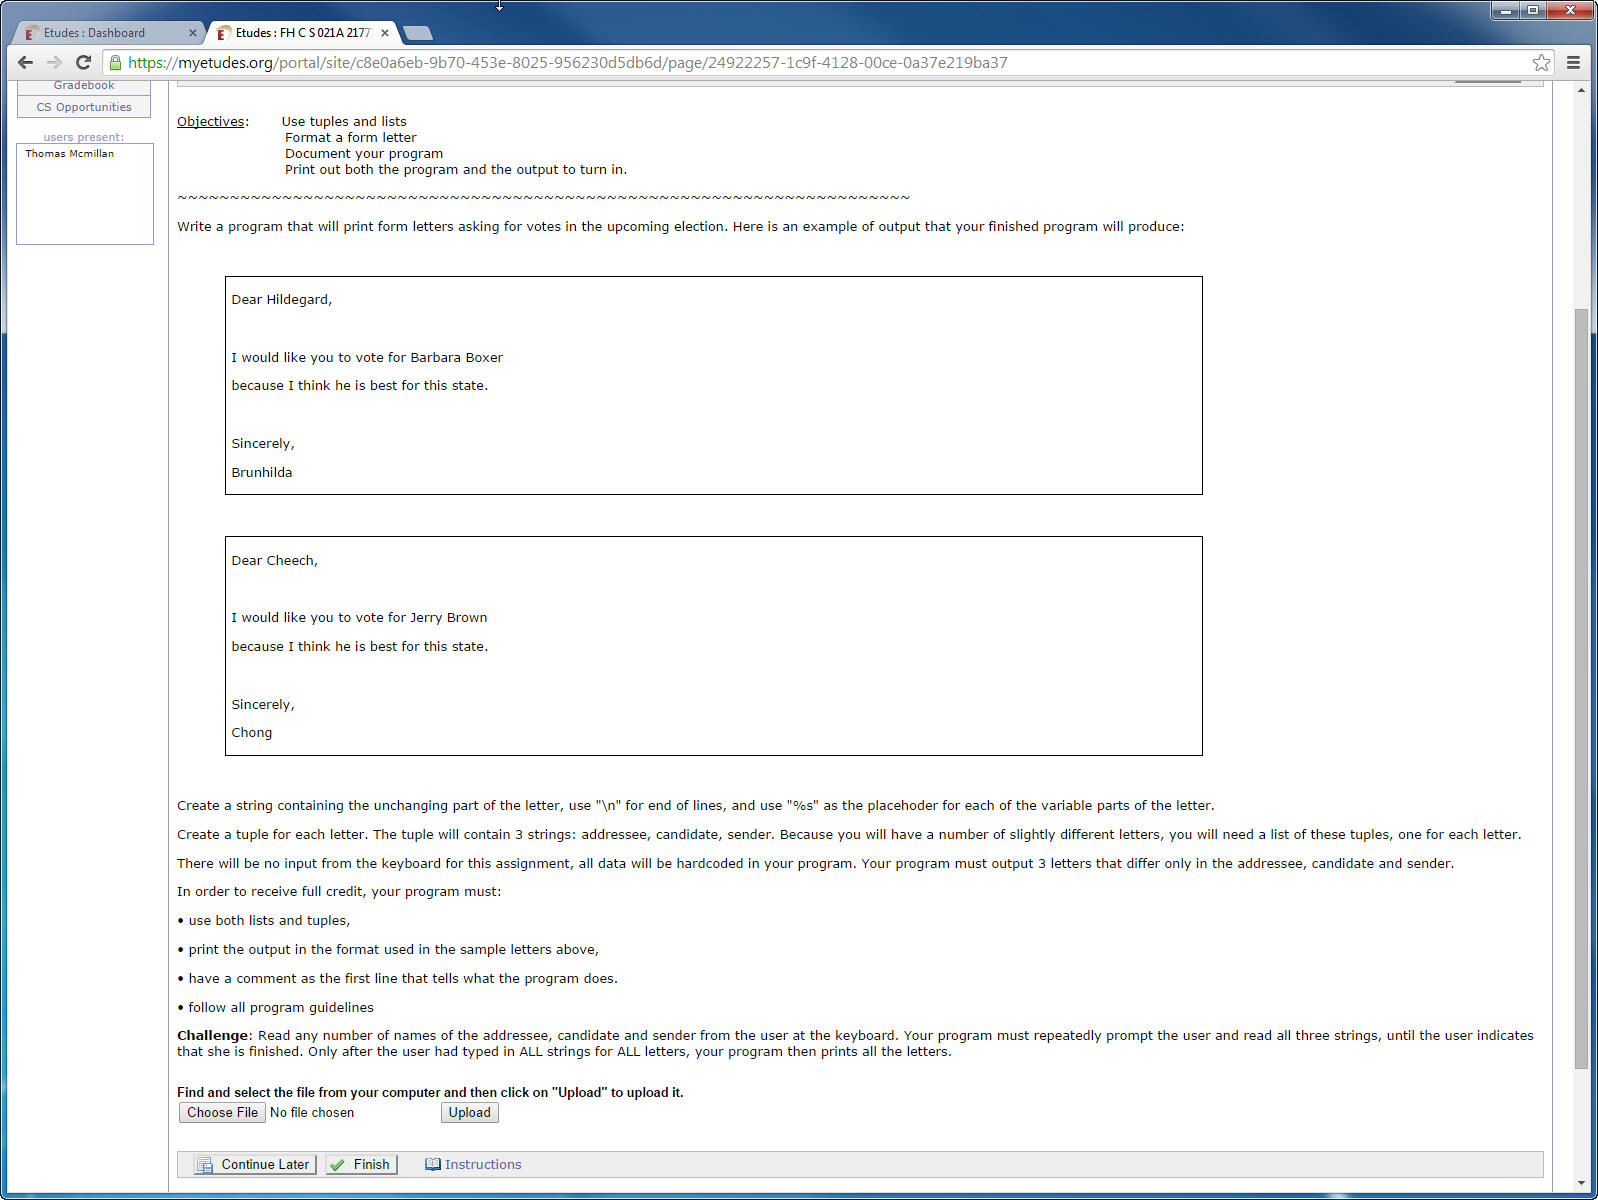 Etudes : Dashboard
Etudes : FH C S 021A 2177
https://myetudes.org/portal/site/c8e0a6eb-9b70-453e-8025-956230d5db6d/page/24922257-1c9f-4128-00ce-0a37e219ba37
Gradebook
CS Opportunities
users present:
Thomas Mcmillan
Objectives: Use tuples and lists
Format a form letter
Document your program
Print out both the program and the output to turn in.
~~~~~~~~~~~~~~~~~~~~~~~~~~~~~~~~~~~~~~~~~~~~~~~~~~~~~~~~~~~~~~~~~~~~~~
Write a program that will print form letters asking for votes in the upcoming election. Here is an example of output that your finished program will produce:
Dear Hildegard,
I would like you to vote for Barbara Boxer
because I think he is best for this state.
Sincerely,
Brunhilda
Dear Cheech,
I would like you to vote for Jerry Brown
because I think he is best for this state.
Sincerely,
Chong
Create a string containing the unchanging part of the letter, use "\n" for end of lines, and use "%s" as the placehoder for each of the variable parts of the letter.
Create a tuple for each letter. The tuple will contain 3 strings: addressee, candidate, sender. Because you will have a number of slightly different letters, you will need a list of these tuples, one for each letter.
There will be no input from the keyboard for this assignment, all data will be hardcoded in your program. Your program must output 3 letters that differ only in the addressee, candidate and sender.
In order to receive full credit, your program must:
• use both lists and tuples,
• print the output in the format used in the sample letters above,
• have a comment as the first line that tells what the program does.
• follow all program guidelines
Challenge: Read any number of names of the addressee, candidate and sender from the user at the keyboard. Your program must repeatedly prompt the user and read all three strings, until the user indicates
that she is finished. Only after the user had typed in ALL strings for ALL letters, your program then prints all the letters.
Find and select the file from your computer and then click on "Upload" to upload it.
Choose File No file chosen Upload
Continue Later Finish Instructions